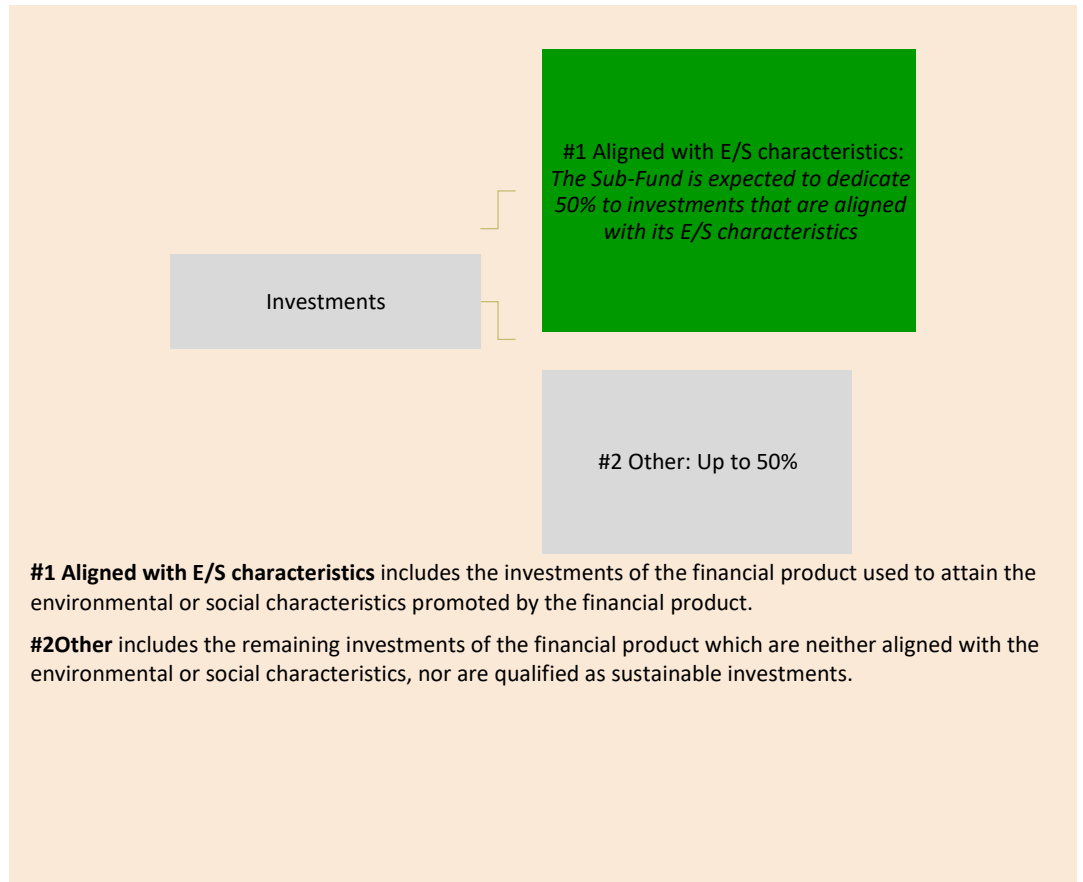 #1 Aligned with E/S characteristics:
The Sub-Fund is expected to dedicate
50% to investments that are aligned
with its E/S characteristics
Investments
#2 Other: Up to 50%
#1 Aligned with E/S characteristics includes the investments of the financial product used to attain the
environmental or social characteristics promoted by the financial product.
#2Other includes the remaining investments of the financial product which are neither aligned with the
environmental or social characteristics, nor are qualified as sustainable investments.